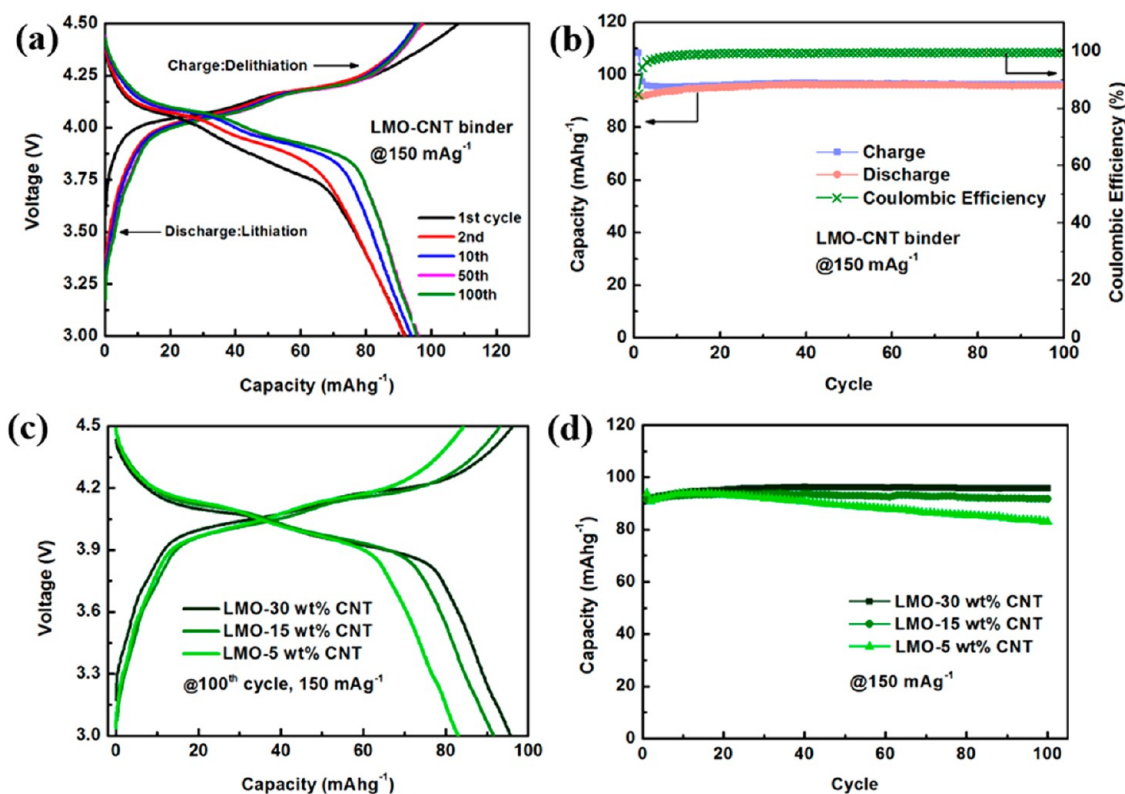 (a)
4.50
4.25
4.00
3.75
3.50
3.25
3.00
Voltage (V)
Charge:Delithiation
LMO-CNT binder
@150 mAg⁻¹
Discharge:Lithiation
1st cycle
2nd
10th
50th
100th
0 20 40 60 80 100 120
Capacity (mAhg⁻¹)
(b)
120
100
80
60
40
20
0
Capacity (mAhg⁻¹)
Charge
Discharge
Coulombic Efficiency
LMO-CNT binder
@150 mAg⁻¹
100
80
60
40
20
0
Coulombic Efficiency (%)
0 20 40 60 80 100
Cycle
(c)
4.5
4.2
3.9
3.6
3.3
3.0
Voltage (V)
LMO-30 wt% CNT
LMO-15 wt% CNT
LMO-5 wt% CNT
@100ᵗʰ cycle, 150 mAg⁻¹
0 20 40 60 80 100
Capacity (mAhg⁻¹)
(d)
120
100
80
60
40
20
0
Capacity (mAhg⁻¹)
LMO-30 wt% CNT
LMO-15 wt% CNT
LMO-5 wt% CNT
@150 mAg⁻¹
0 20 40 60 80 100
Cycle